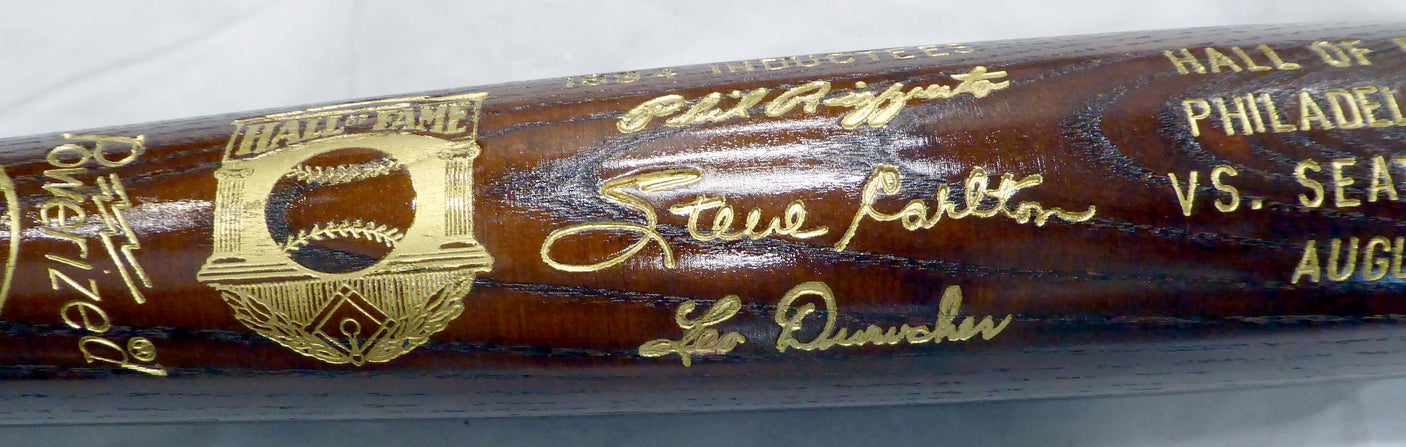 Powerized
®
HALL OF FAME
1994 INDUCTEES
Phil Rizzuto
Steve Carlton
Leo Durocher
HALL OF
PHILADEL
VS. SEAT
AUGU